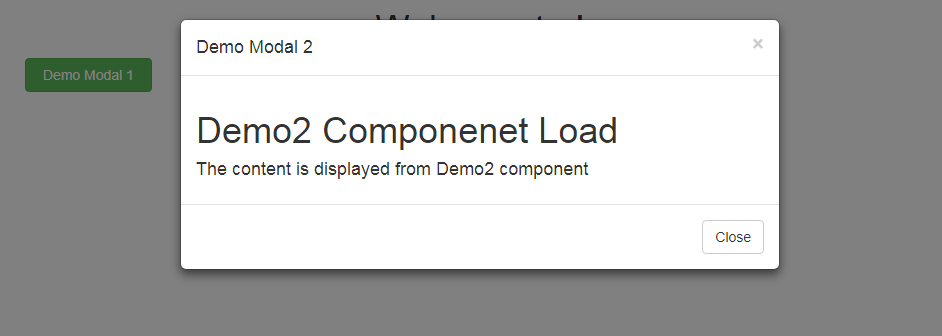 Demo Modal 2
×
Demo Modal 1
Demo2 Componenet Load
The content is displayed from Demo2 component
Close